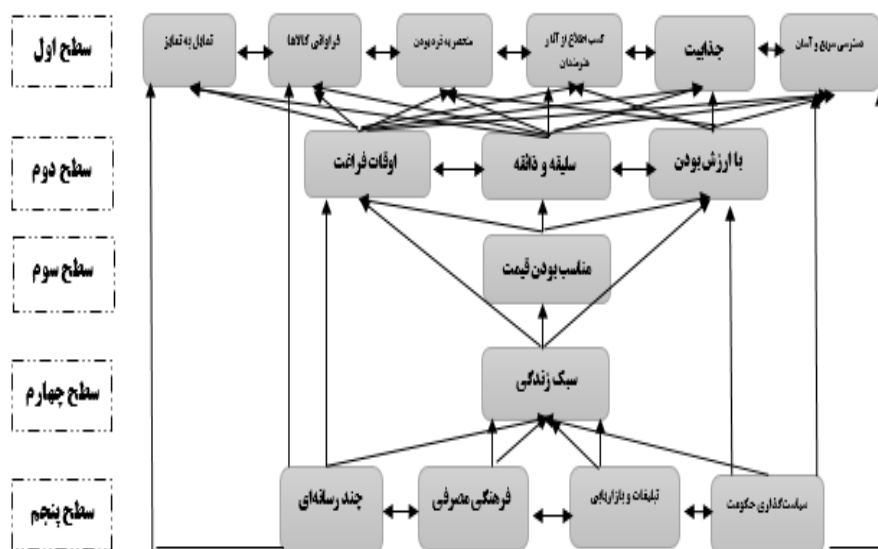 سطح اول
دسترسی سریع و آسان
جذابیت
کسب اطلاع از آثار
هنرمندان
منحصر به فرد بودن
فراوانی کالاها
تمایل به تمایز
سطح دوم
با ارزش بودن
سلیقه و ذائقه
اوقات فراغت
سطح سوم
مناسب بودن قیمت
سطح چهارم
سبک زندگی
سطح پنجم
سیاست‌گذاری حکومت
تبلیغات و بازاریابی
فرهنگی مصرفی
چند رسانه‌ای